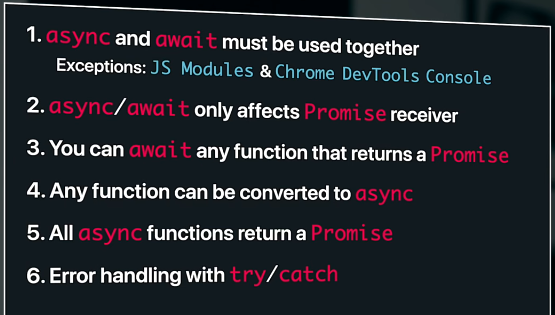 1. async and await must be used together
Exceptions: JS Modules & Chrome DevTools Console
2. async/await only affects Promise receiver
3. You can await any function that returns a Promise
4. Any function can be converted to async
5. All async functions return a Promise
6. Error handling with try/catch